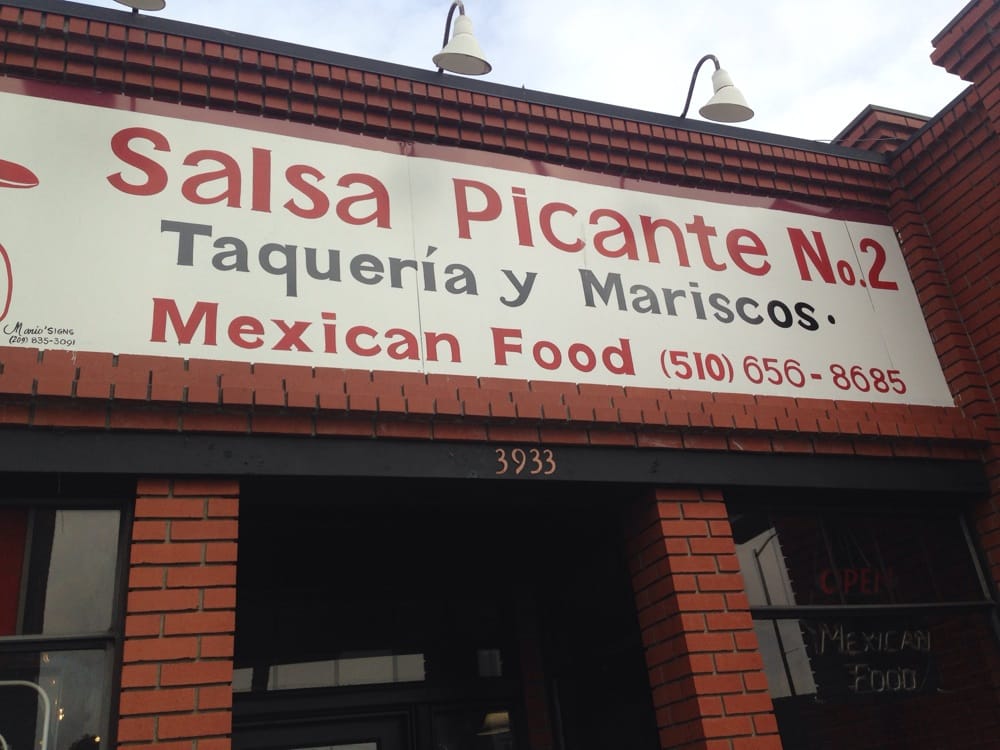 Salsa Picante No.2
Taquería y Mariscos.
Mexican Food (510) 656-8685
Mario'SIGNS
(209) 835-3091
3933
OPEN
MEXICAN
FOOD